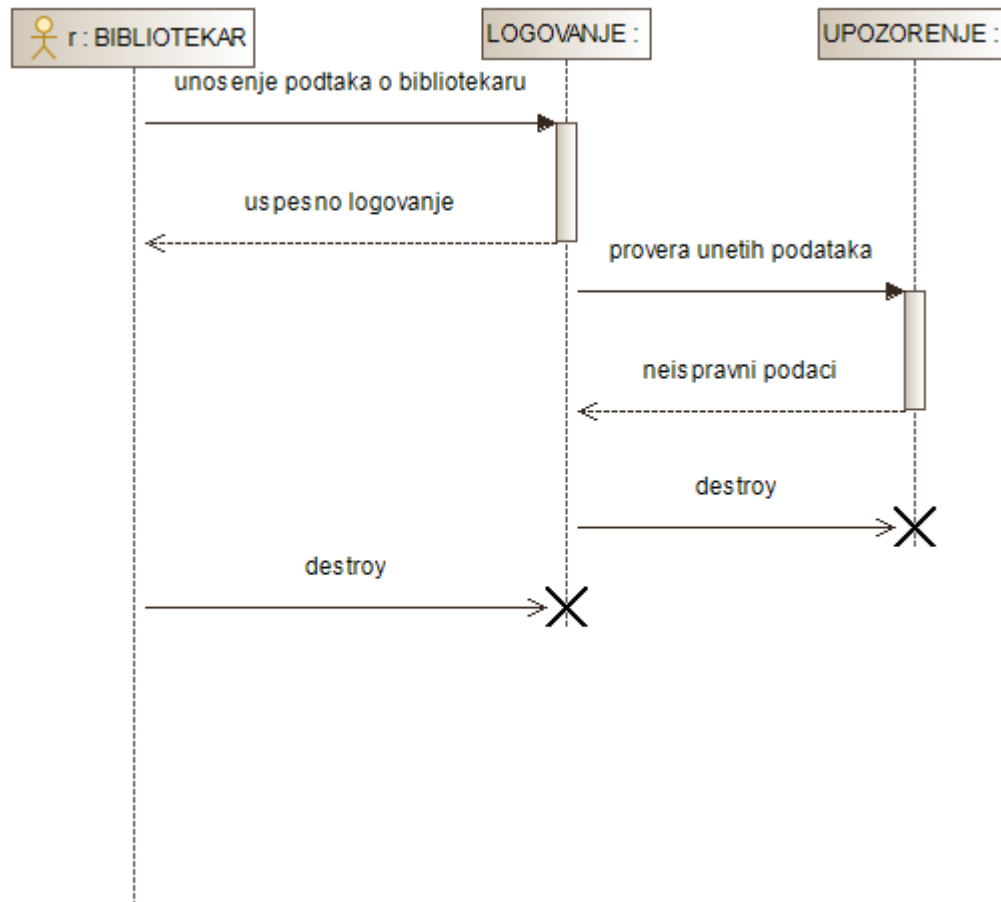 r : BIBLIOTEKAR
LOGOVANJE :
UPOZORENJE :
unosenje podtaka o bibliotekaru
uspesno logovanje
provera unetih podataka
neispravni podaci
destroy
destroy